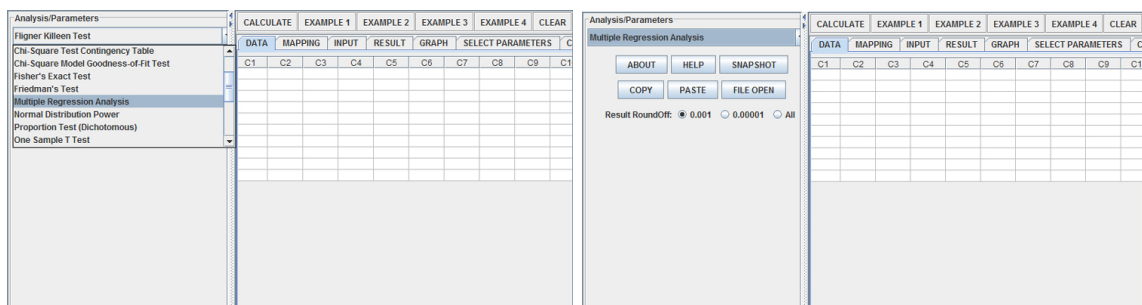 Analysis/Parameters
Fligner Killeen Test
Chi-Square Test Contingency Table
Chi-Square Model Goodness-of-Fit Test
Fisher's Exact Test
Friedman's Test
Multiple Regression Analysis
Normal Distribution Power
Proportion Test (Dichotomous)
One Sample T Test
CALCULATE EXAMPLE 1 EXAMPLE 2 EXAMPLE 3 EXAMPLE 4 CLEAR
DATA MAPPING INPUT RESULT GRAPH SELECT PARAMETERS C
C1 C2 C3 C4 C5 C6 C7 C8 C9 C1
Analysis/Parameters
Multiple Regression Analysis
ABOUT HELP SNAPSHOT
COPY PASTE FILE OPEN
Result RoundOff: 0.001 0.00001 All
CALCULATE EXAMPLE 1 EXAMPLE 2 EXAMPLE 3 EXAMPLE 4 CLEAR
DATA MAPPING INPUT RESULT GRAPH SELECT PARAMETERS C
C1 C2 C3 C4 C5 C6 C7 C8 C9 C1